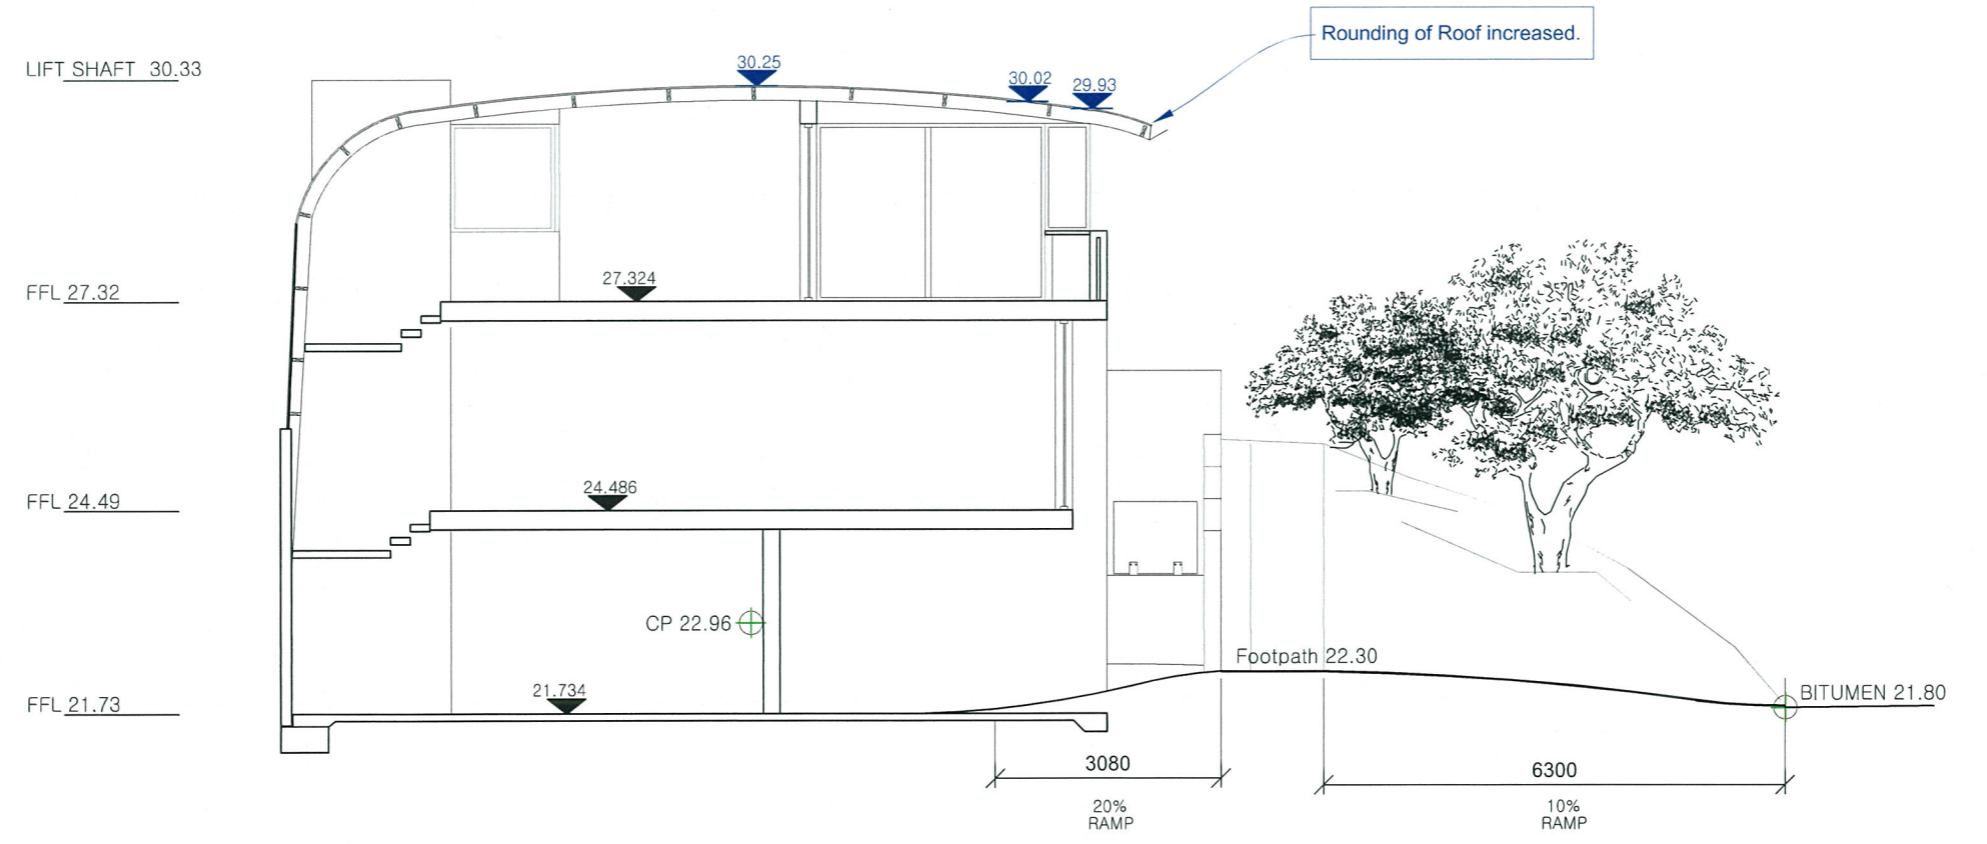 Rounding of Roof increased.
LIFT SHAFT 30.33
30.25
30.02
29.93
FFL 27.32
27.324
FFL 24.49
24.486
CP 22.96
Footpath 22.30
FFL 21.73
21.734
BITUMEN 21.80
3080
6300
20%
RAMP
10%
RAMP